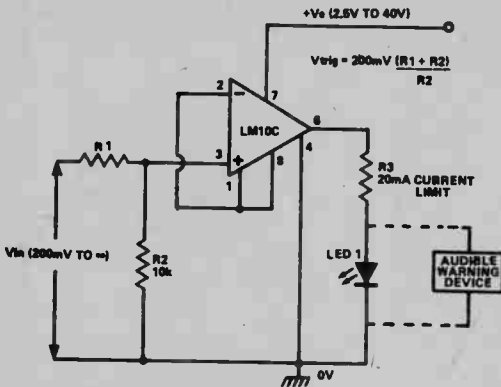 +Ve (2.5V TO 40V)
Vtrig = 200mV (R1 + R2)
R2
2
7
LM10C
6
R1
3
8
4
1
R3
20mA CURRENT
LIMIT
Vin (200mV TO ∞)
R2
10k
LED 1
AUDIBLE
WARNING
DEVICE
0V